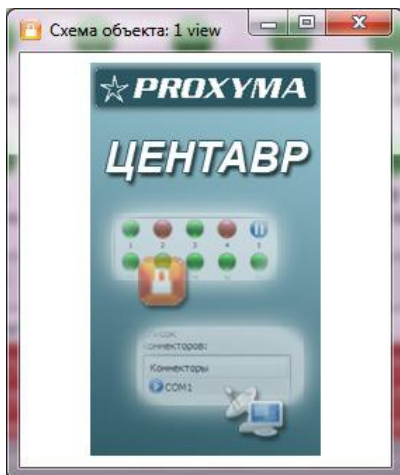 Схема объекта: 1 view
PROXYMA
ЦЕНТАВР
1 2 3 4 5
коннекторов:
Коннекторы
COM1